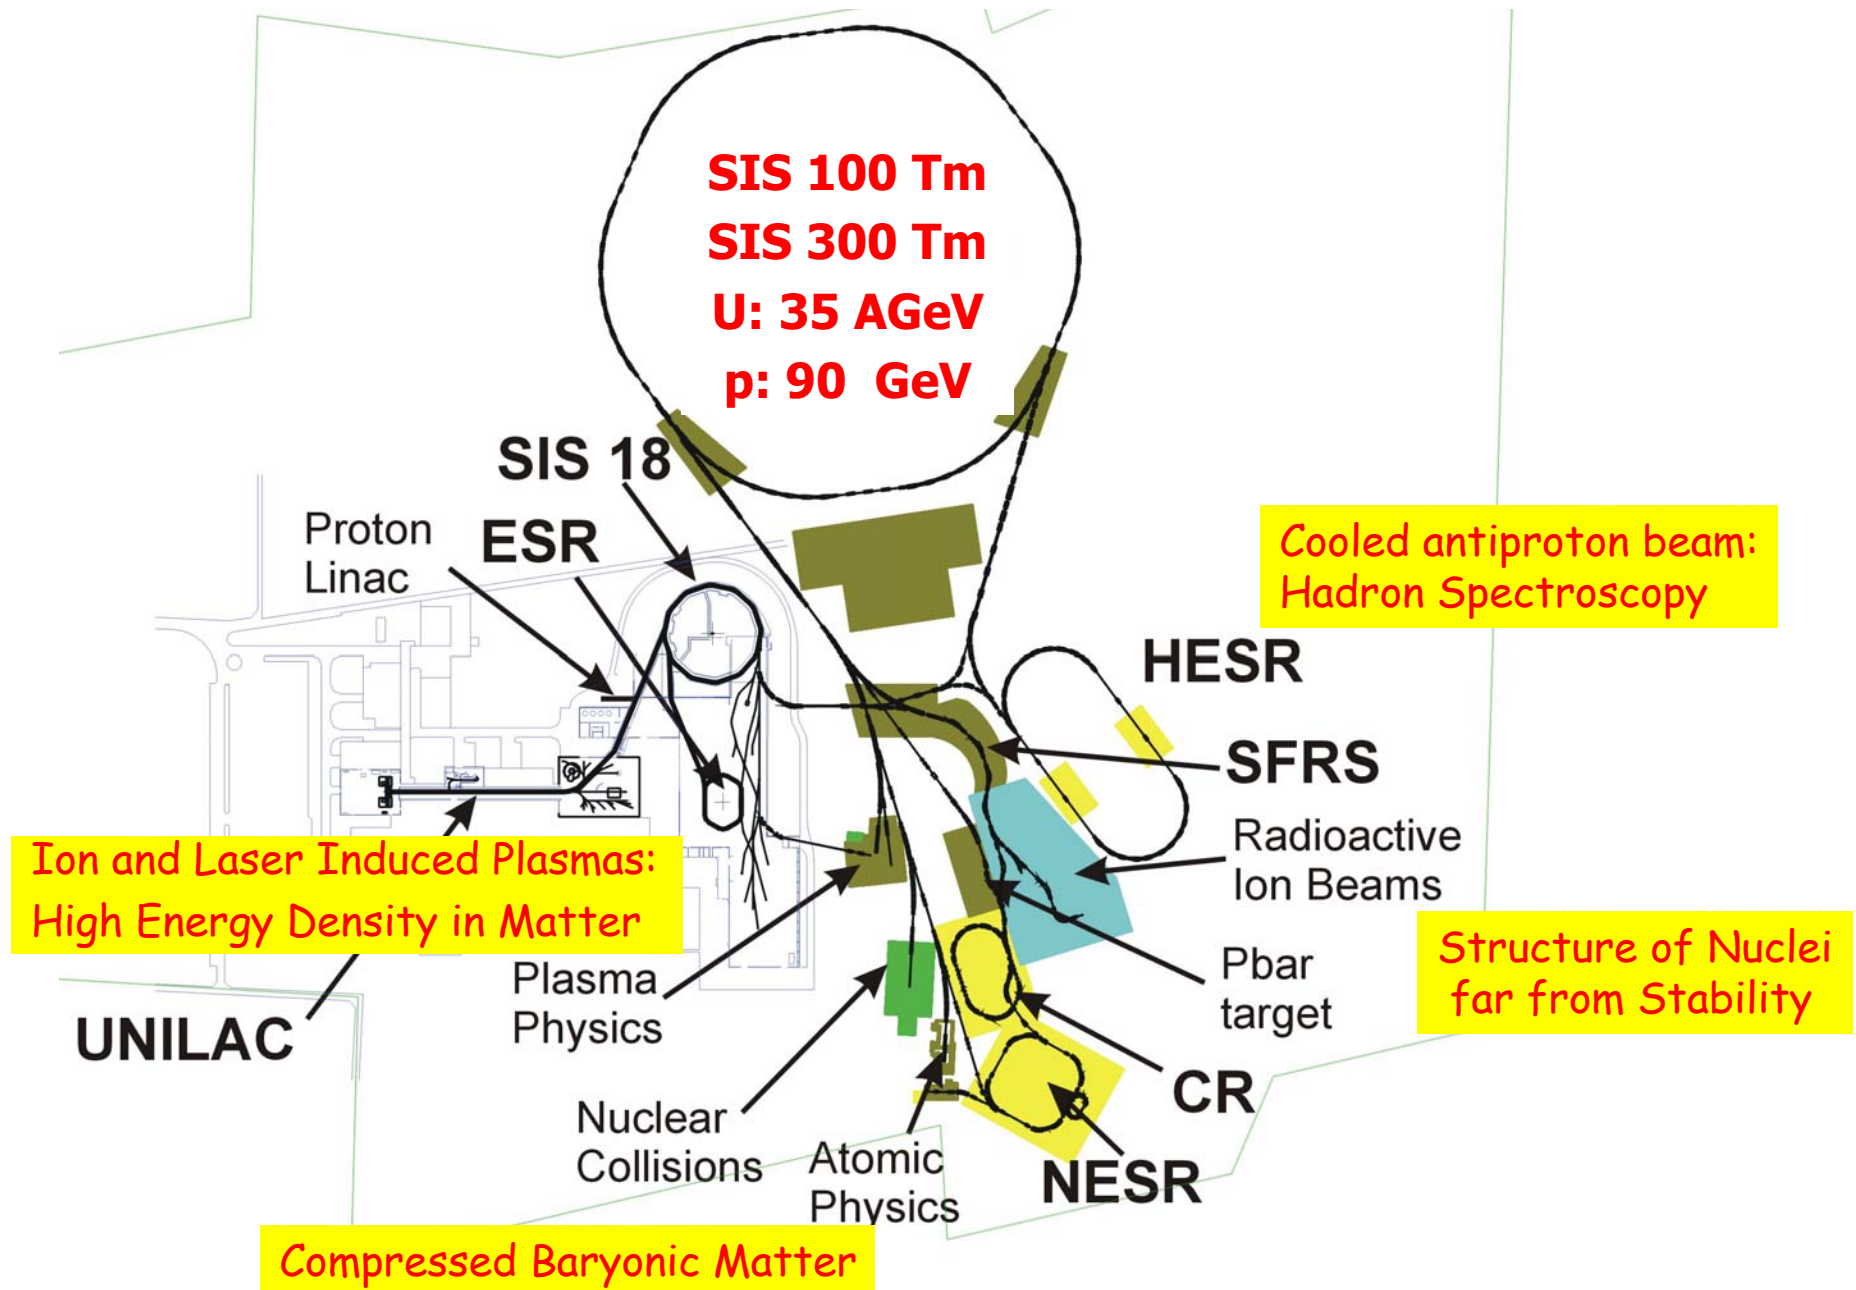 SIS 100 Tm
SIS 300 Tm
U: 35 AGeV
p: 90 GeV
SIS 18
Proton
Linac
ESR
Cooled antiproton beam:
Hadron Spectroscopy
HESR
SFRS
Radioactive
Ion Beams
Ion and Laser Induced Plasmas:
High Energy Density in Matter
Structure of Nuclei
far from Stability
Pbar
target
Plasma
Physics
UNILAC
CR
Nuclear
Collisions
Atomic
Physics
NESR
Compressed Baryonic Matter